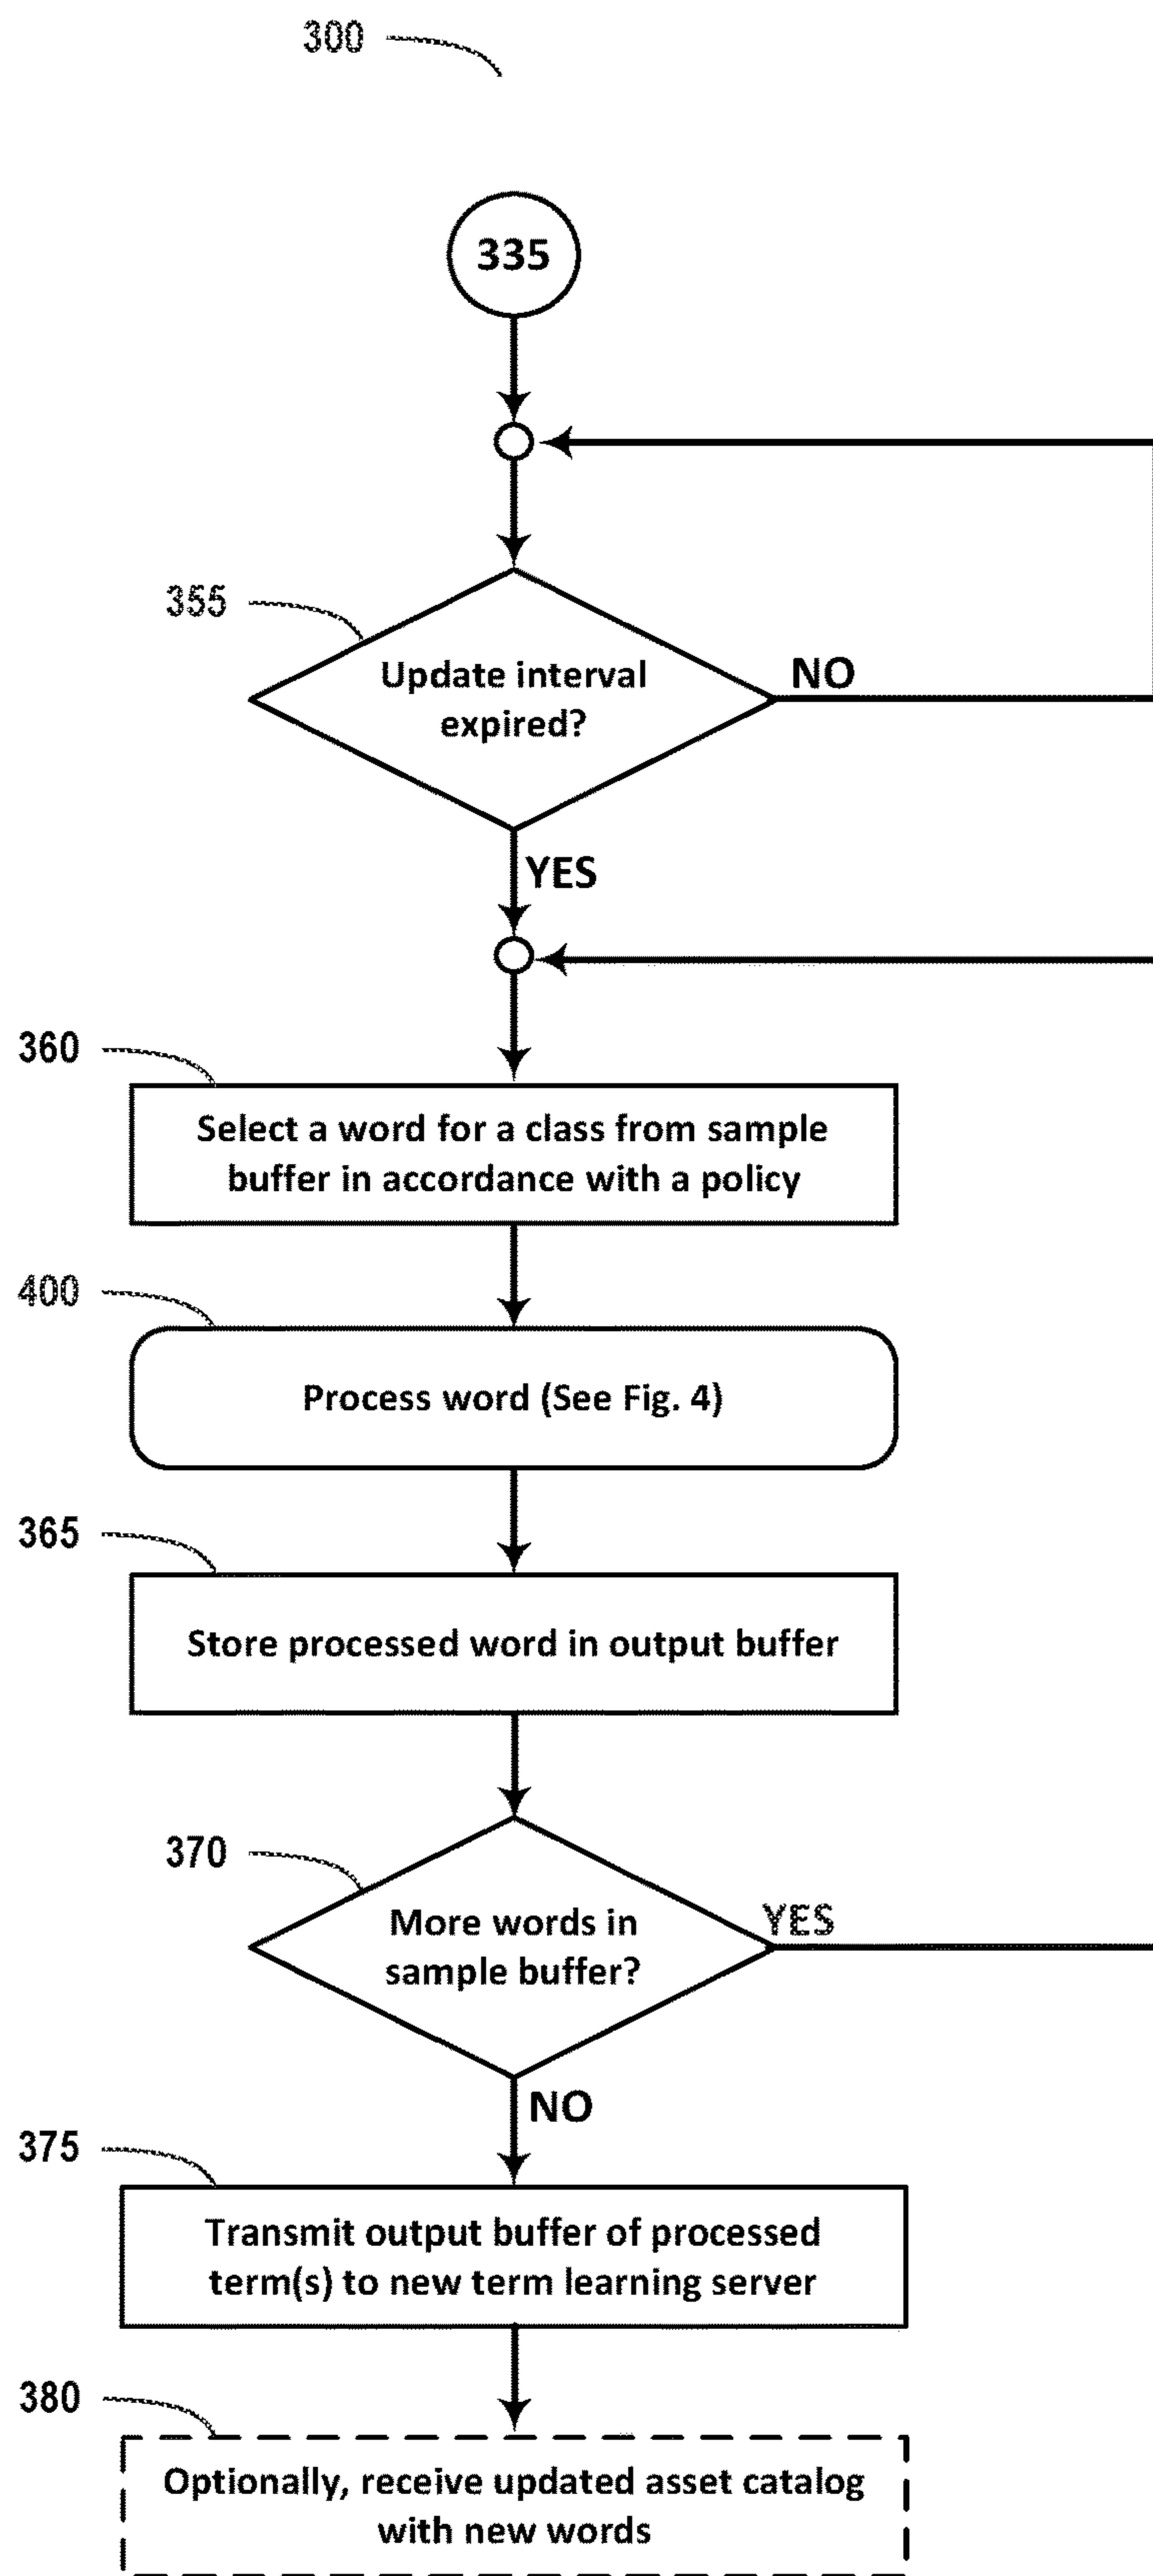 300
335
355
Update interval
expired?
NO
YES
360
Select a word for a class from sample
buffer in accordance with a policy
400
Process word (See Fig. 4)
365
Store processed word in output buffer
370
More words in
sample buffer?
YES
NO
375
Transmit output buffer of processed
term(s) to new term learning server
380
Optionally, receive updated asset catalog
with new words